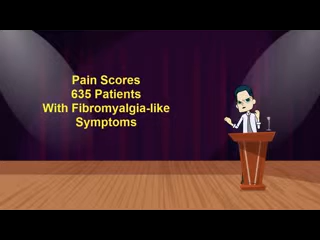 Pain Scores
635 Patients
With Fibromyalgia-like
Symptoms